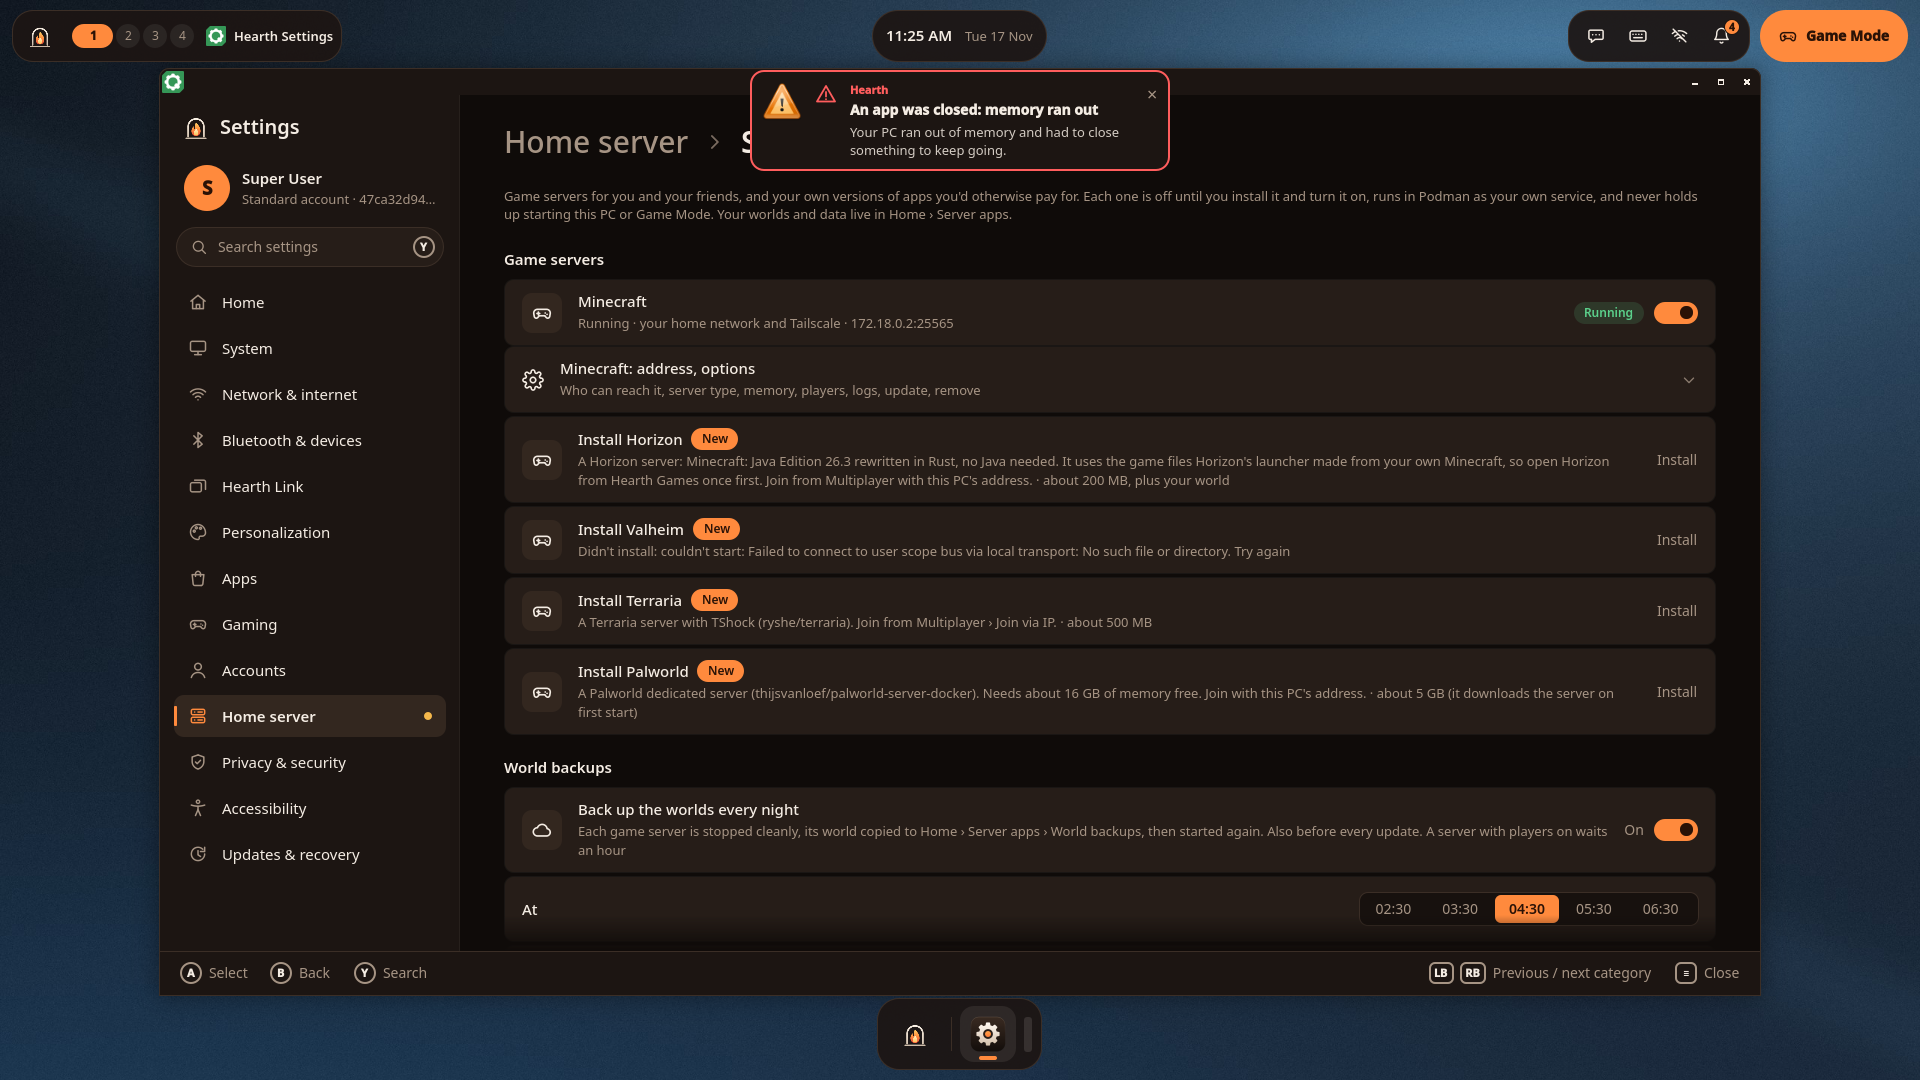 1 2 3 4 Hearth Settings
11:25 AM Tue 17 Nov
4
Game Mode
Settings
Super User
Standard account · 47ca32d94...
Search settings Y
Home
System
Network & internet
Bluetooth & devices
Hearth Link
Personalization
Apps
Gaming
Accounts
Home server
Privacy & security
Accessibility
Updates & recovery
Hearth
An app was closed: memory ran out
Your PC ran out of memory and had to close
something to keep going.
Home server
Game servers for you and your friends, and your own versions of apps you'd otherwise pay for. Each one is off until you install it and turn it on, runs in Podman as your own service, and never holds
up starting this PC or Game Mode. Your worlds and data live in Home › Server apps.
Game servers
Minecraft
Running · your home network and Tailscale · 172.18.0.2:25565
Running
Minecraft: address, options
Who can reach it, server type, memory, players, logs, update, remove
Install Horizon New
A Horizon server: Minecraft: Java Edition 26.3 rewritten in Rust, no Java needed. It uses the game files Horizon's launcher made from your own Minecraft, so open Horizon
from Hearth Games once first. Join from Multiplayer with this PC's address. · about 200 MB, plus your world
Install
Install Valheim New
Didn't install: couldn't start: Failed to connect to user scope bus via local transport: No such file or directory. Try again
Install
Install Terraria New
A Terraria server with TShock (ryshe/terraria). Join from Multiplayer › Join via IP. · about 500 MB
Install
Install Palworld New
A Palworld dedicated server (thijsvanloef/palworld-server-docker). Needs about 16 GB of memory free. Join with this PC's address. · about 5 GB (it downloads the server on
first start)
Install
World backups
Back up the worlds every night
Each game server is stopped cleanly, its world copied to Home › Server apps › World backups, then started again. Also before every update. A server with players on waits
an hour
On
At
02:30 03:30 04:30 05:30 06:30
A Select B Back Y Search
LB RB Previous / next category ≡ Close